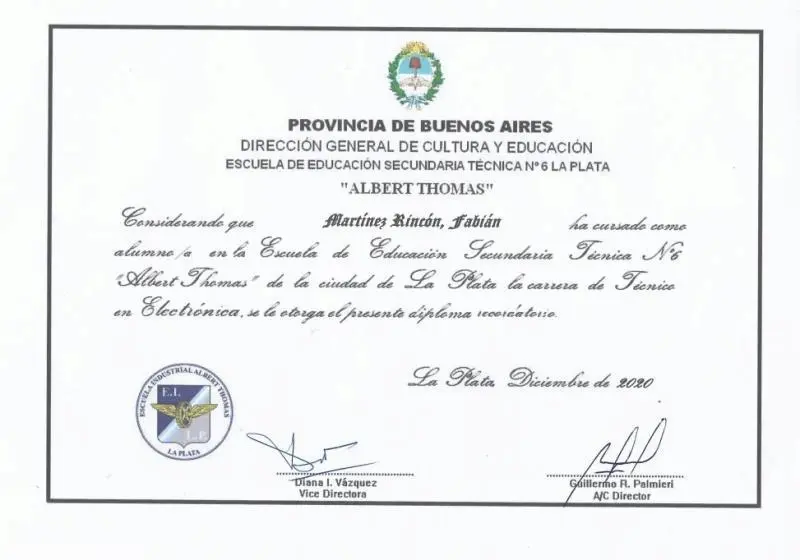 PROVINCIA DE BUENOS AIRES
DIRECCIÓN GENERAL DE CULTURA Y EDUCACIÓN
ESCUELA DE EDUCACIÓN SECUNDARIA TÉCNICA Nº 6 LA PLATA
"ALBERT THOMAS"
Considerando que Martínez Rincón, Fabián ha cursado como
alumno/a en la Escuela de Educación Secundaria Técnica Nº6
"Albert Thomas" de la ciudad de La Plata la carrera de Técnico
en Electrónica, se le otorga el presente diploma recordatorio.
La Plata, Diciembre de 2020
ESCUELA INDUSTRIAL ALBERT THOMAS
E.I.
L.P.
LA PLATA
Diana I. Vázquez
Vice Directora
Guillermo R. Palmieri
A/C Director